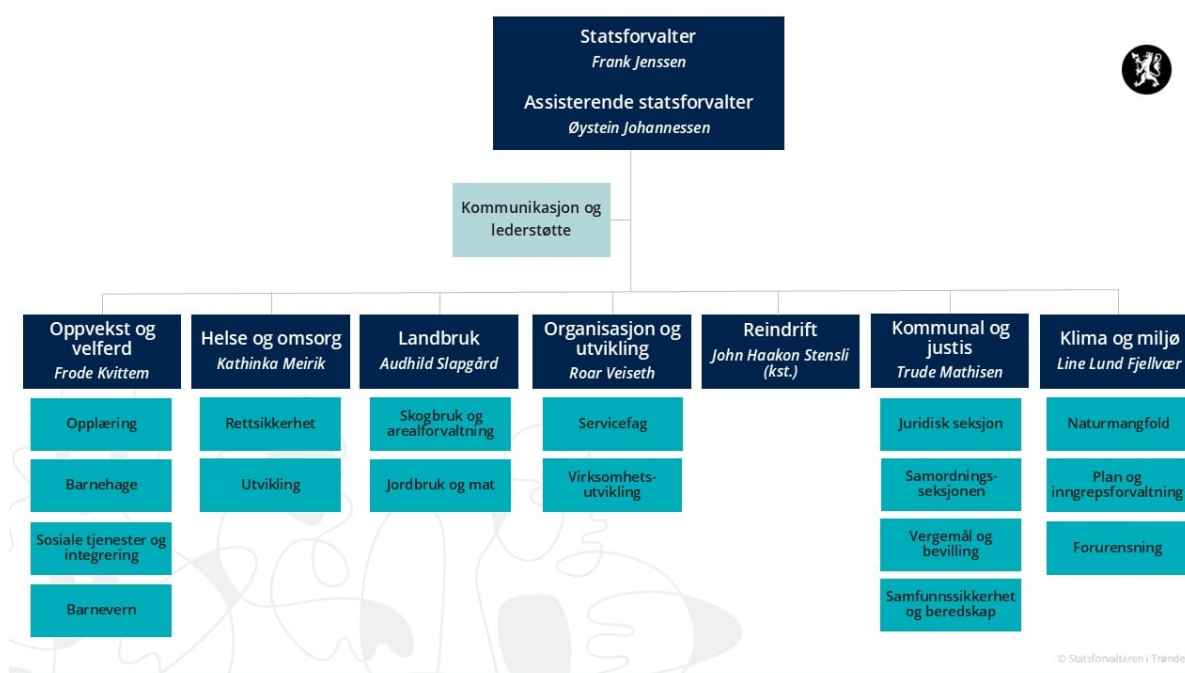 Statsforvalter
Frank Jenssen
Assisterende statsforvalter
Øystein Johannessen
Kommunikasjon og
lederstøtte
Oppvekst og
velferd
Frode Kvittem
Helse og omsorg
Kathinka Meirik
Landbruk
Audhild Slapgård
Organisasjon og
utvikling
Roar Veiseth
Reindrift
John Haakon Stensli
(kst.)
Kommunal og
justis
Trude Mathisen
Klima og miljø
Line Lund Fjellvær
Opplæring
Barnehage
Sosiale tjenester og
integrering
Barnevern
Rettsikkerhet
Utvikling
Skogbruk og
arealforvaltning
Jordbruk og mat
Servicefag
Virksomhets-
utvikling
Juridisk seksjon
Samordnings-
seksjonen
Vergemål og
bevilling
Samfunnssikkerhet
og beredskap
Naturmangfold
Plan og
inngrepsforvaltning
Forurensning
© Statsforvalteren i Trønde